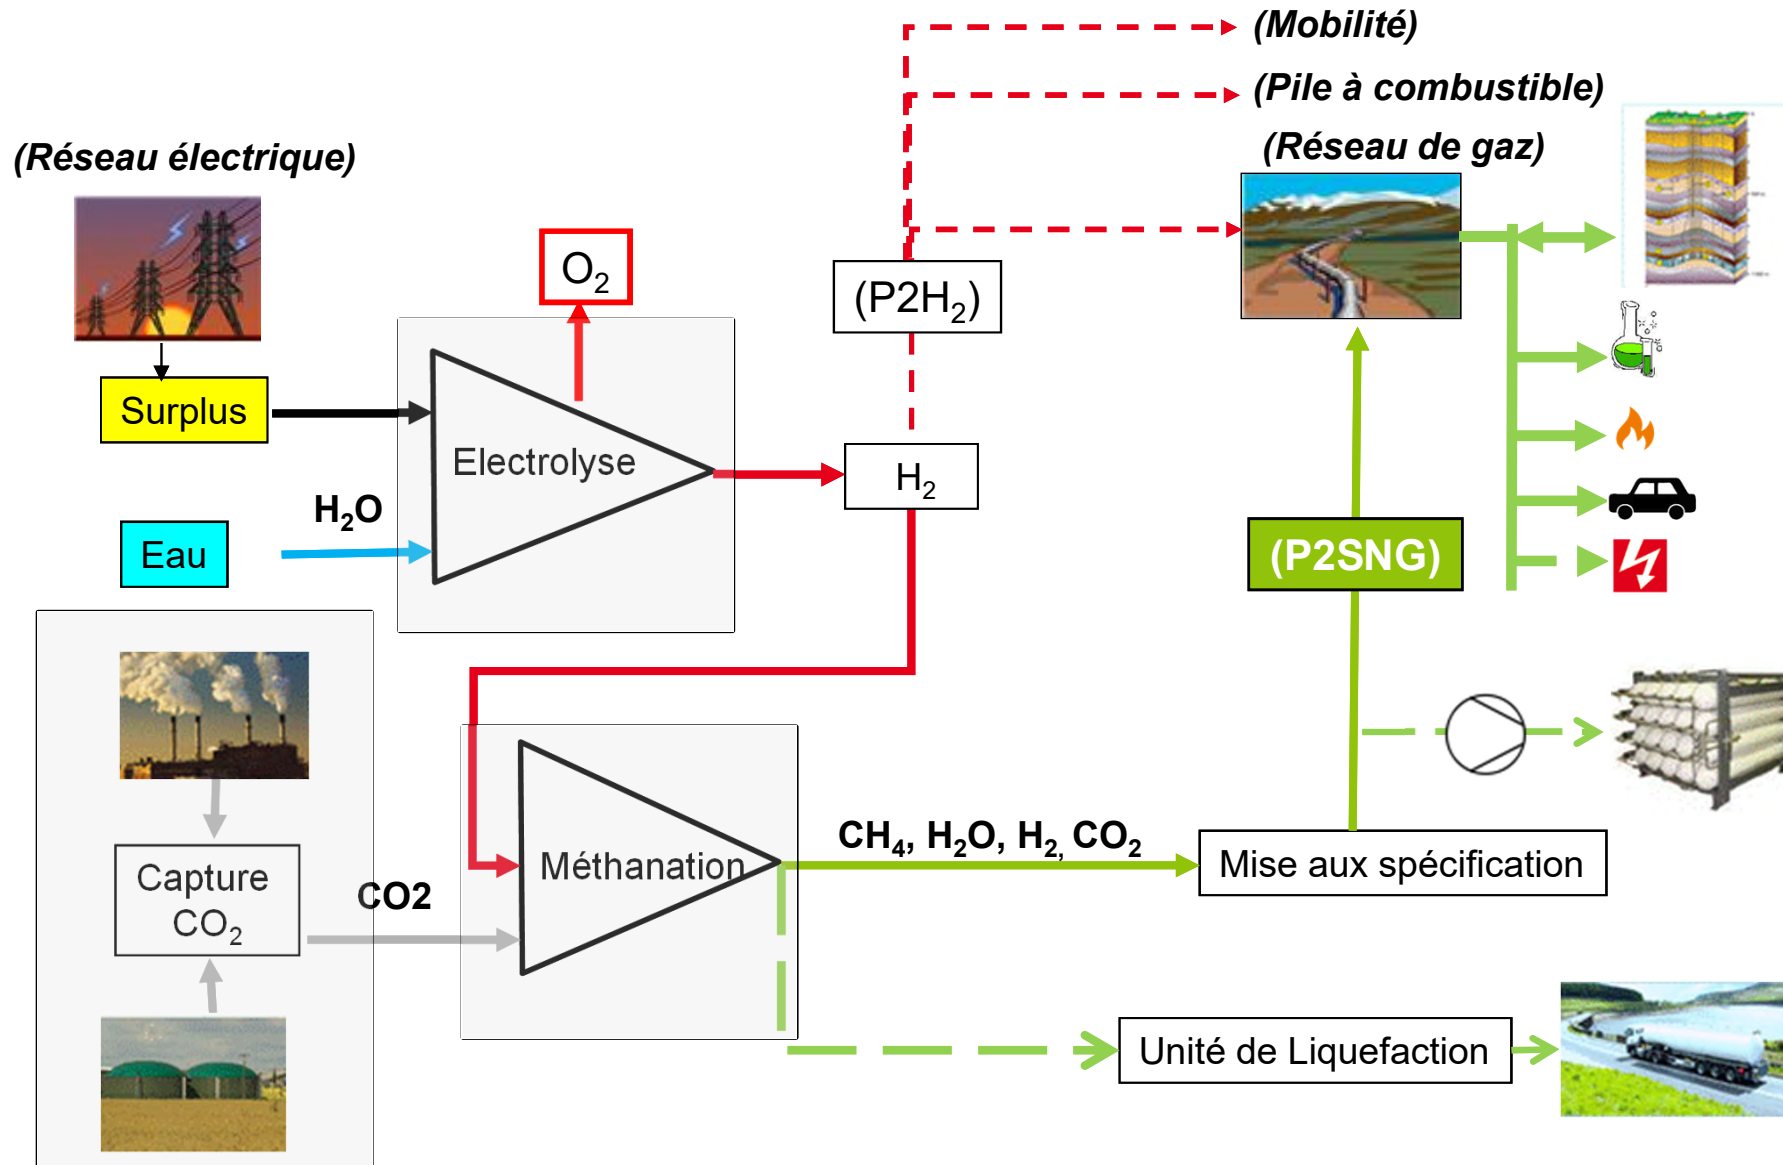 (Mobilité)
(Pile à combustible)
(Réseau électrique)
(Réseau de gaz)
O₂
(P2H₂)
Surplus
Electrolyse
H₂
H₂O
Eau
(P2SNG)
CH₄, H₂O, H₂, CO₂
Méthanation
Mise aux spécification
Capture
CO₂
CO2
Unité de Liquefaction